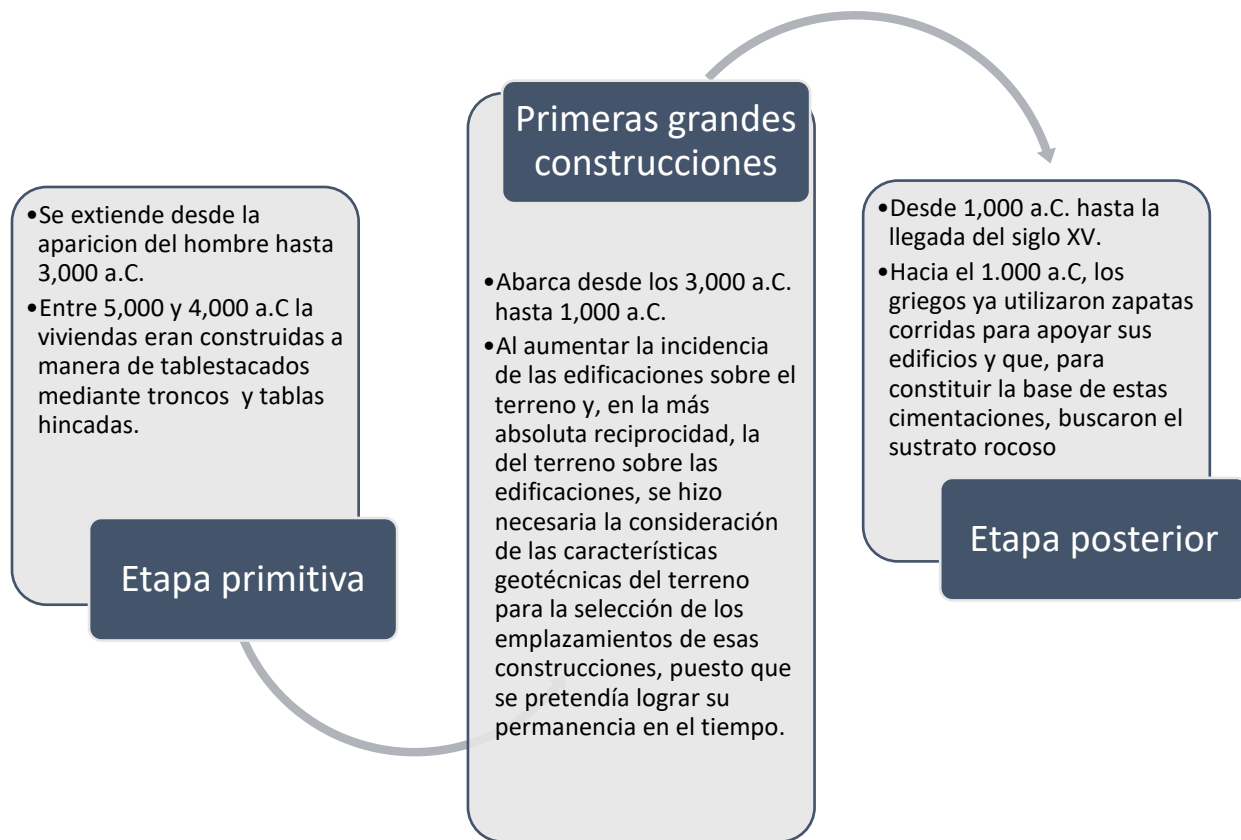 •Se extiende desde la
aparicion del hombre hasta
3,000 a.C.
•Entre 5,000 y 4,000 a.C la
viviendas eran construidas a
manera de tablestacados
mediante troncos y tablas
hincadas.
Etapa primitiva
Primeras grandes
construcciones
•Abarca desde los 3,000 a.C.
hasta 1,000 a.C.
•Al aumentar la incidencia
de las edificaciones sobre el
terreno y, en la más
absoluta reciprocidad, la
del terreno sobre las
edificaciones, se hizo
necesaria la consideración
de las características
geotécnicas del terreno
para la selección de los
emplazamientos de esas
construcciones, puesto que
se pretendía lograr su
permanencia en el tiempo.
•Desde 1,000 a.C. hasta la
llegada del siglo XV.
•Hacia el 1.000 a.C, los
griegos ya utilizaron zapatas
corridas para apoyar sus
edificios y que, para
constituir la base de estas
cimentaciones, buscaron el
sustrato rocoso
Etapa posterior